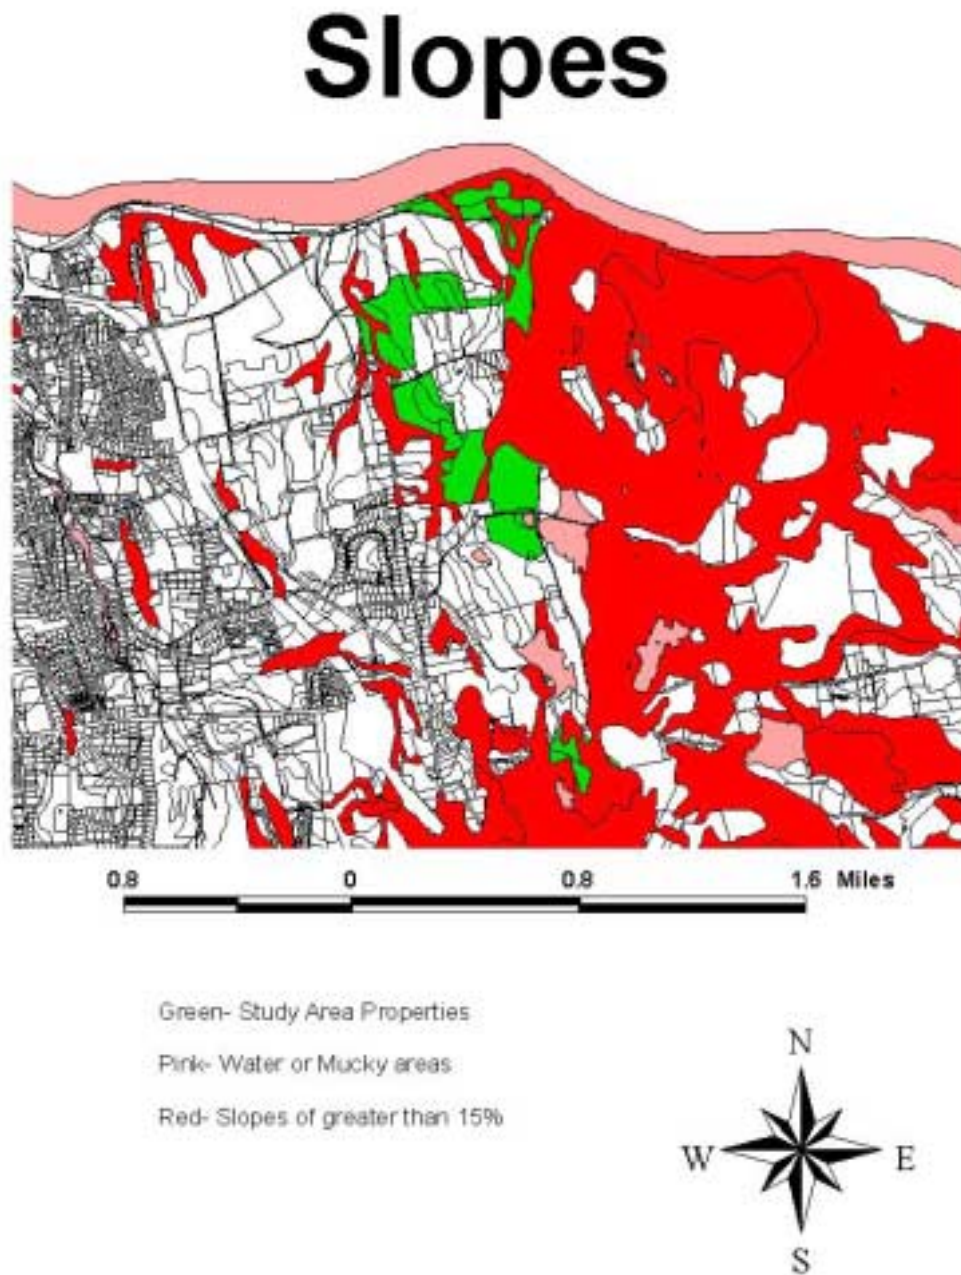 Slopes
0.8 0 0.8 1.6 Miles
Green- Study Area Properties
Pink- Water or Mucky areas
Red- Slopes of greater than 15%
N
W E
S